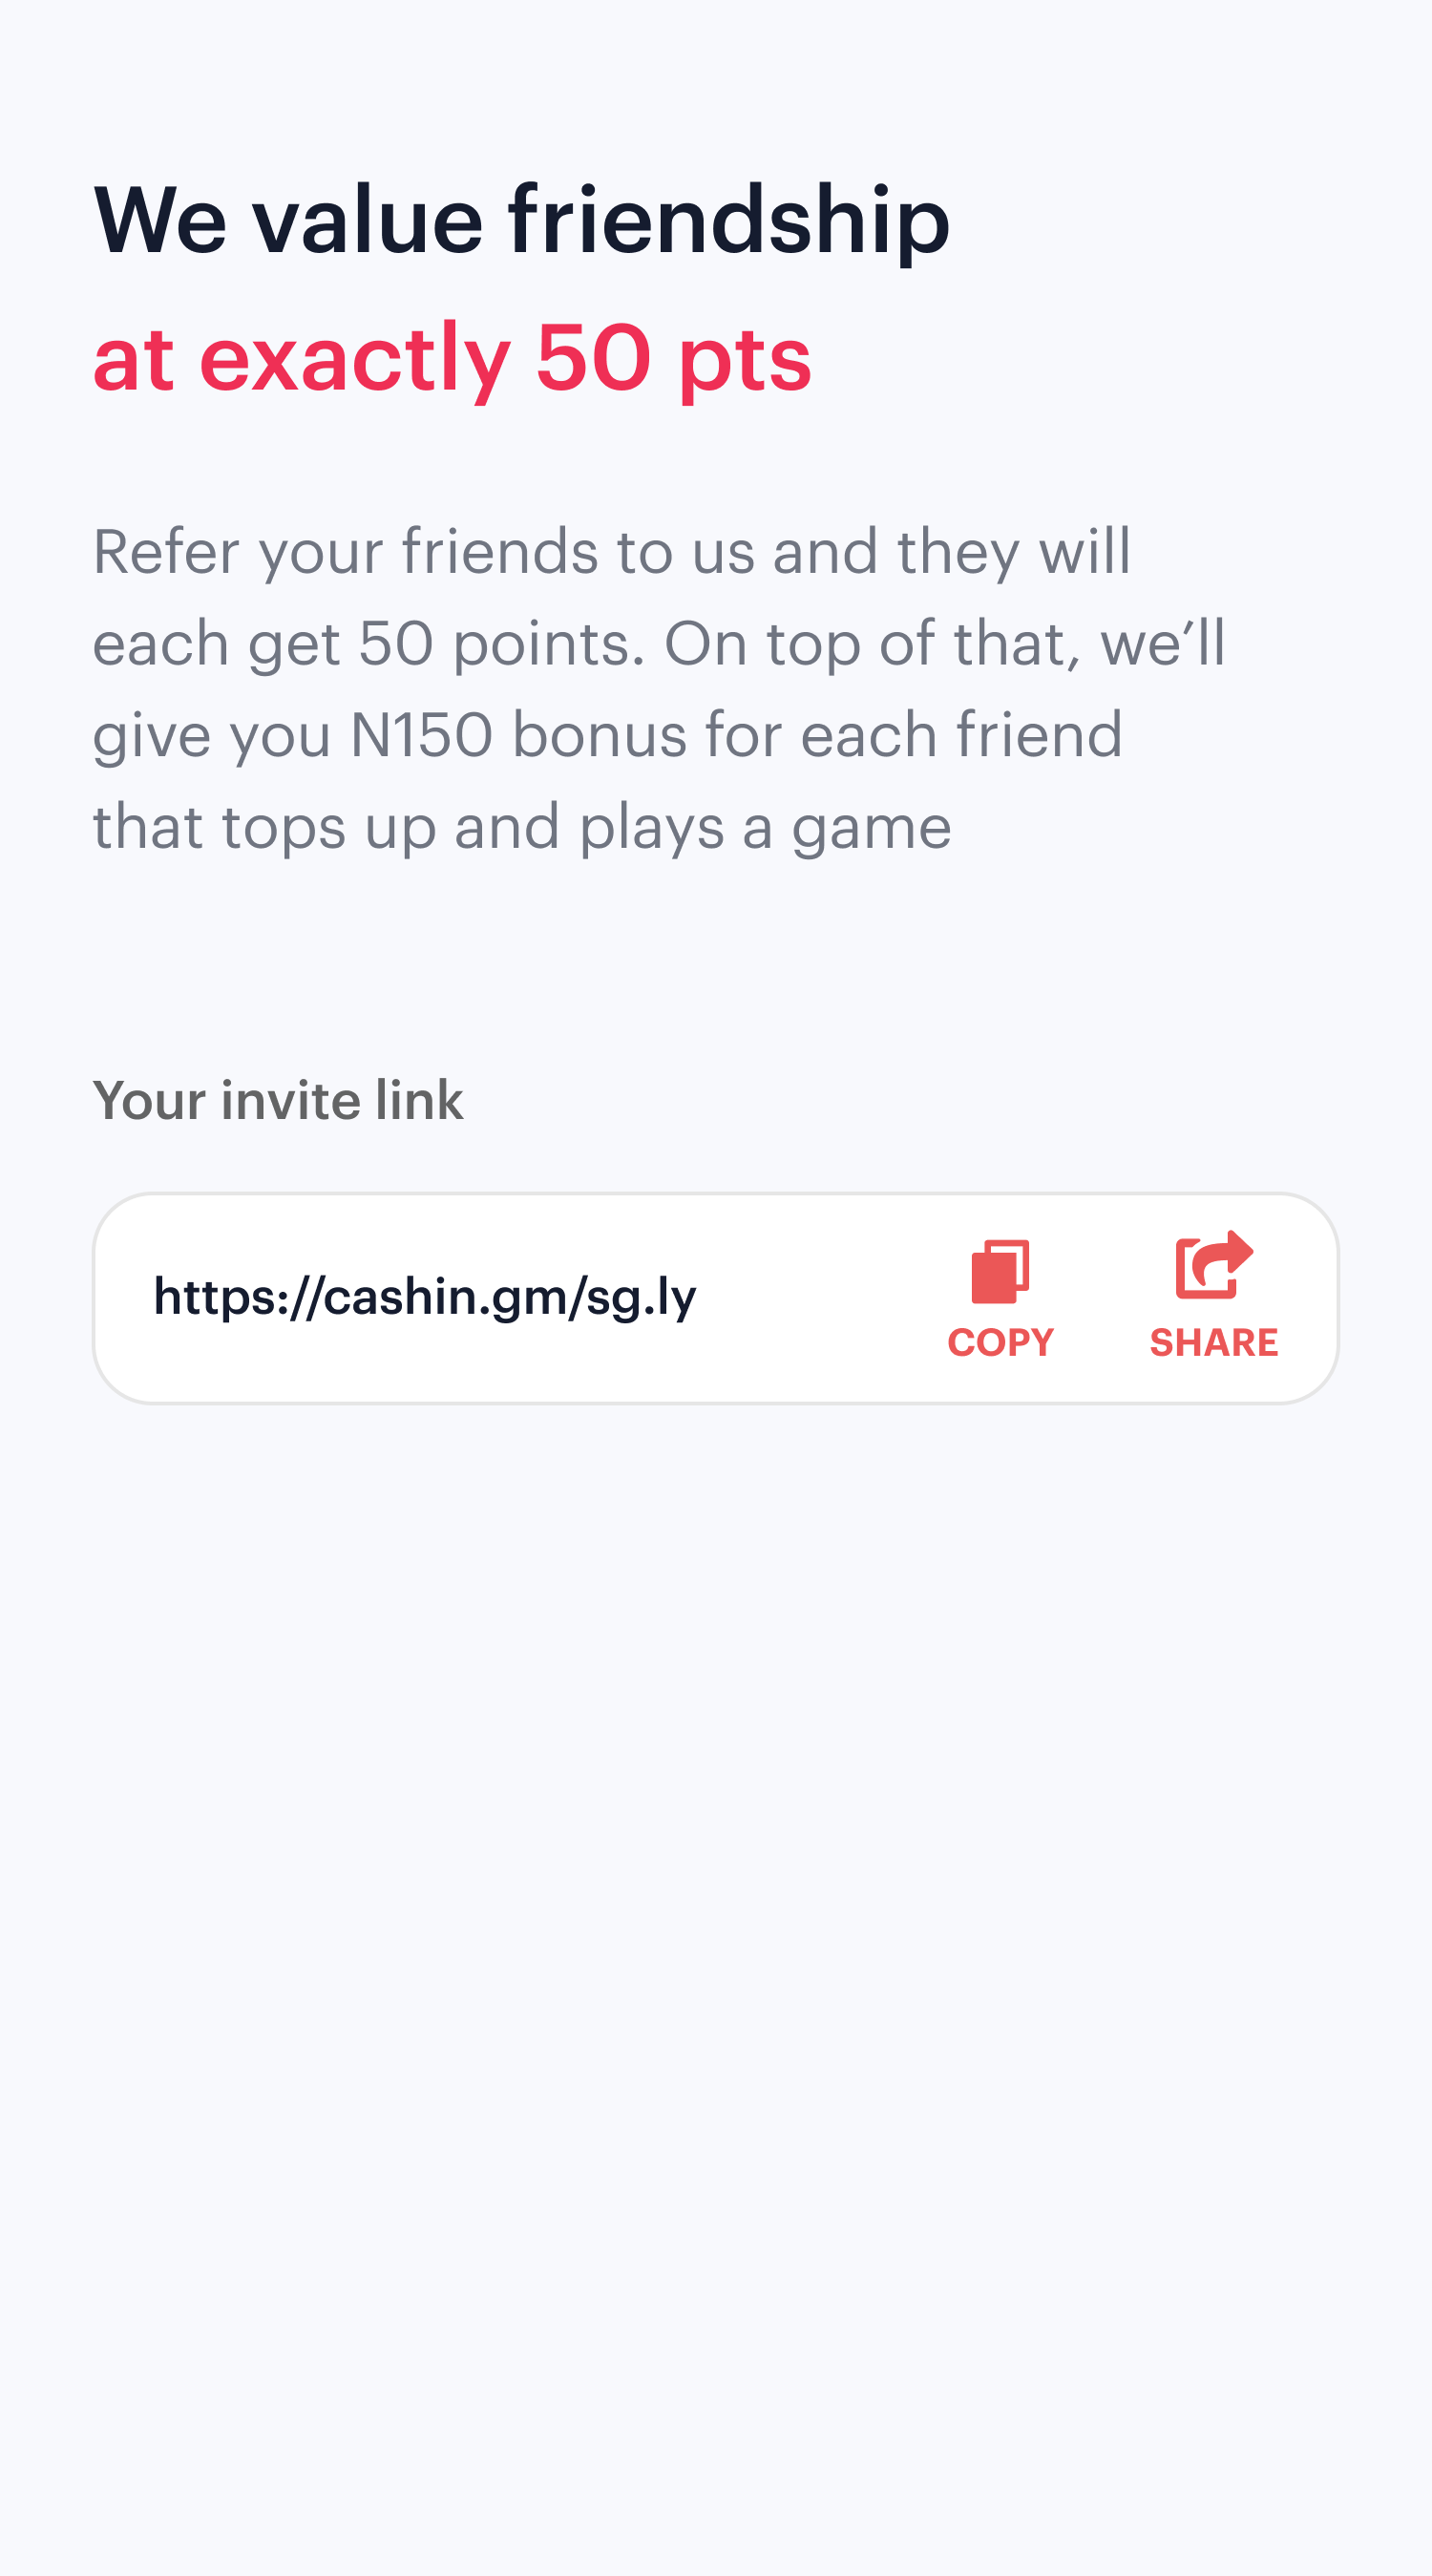 We value friendship
at exactly 50 pts
Refer your friends to us and they will
each get 50 points. On top of that, we’ll
give you N150 bonus for each friend
that tops up and plays a game
Your invite link
https://cashin.gm/sg.ly
COPY
SHARE